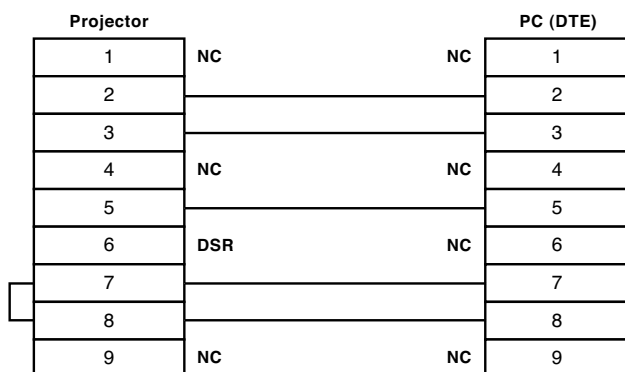 Projector PC (DTE)
1 NC NC 1
2 2
3 3
4 NC NC 4
5 5
6 DSR NC 6
7 7
8 8
9 NC NC 9